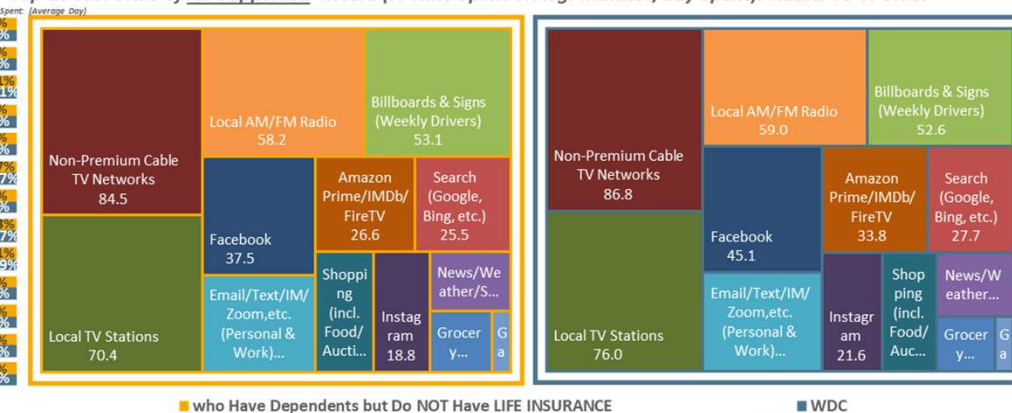 Spent: (Average Day)
Non-Premium Cable
TV Networks
84.5
Local TV Stations
70.4
Local AM/FM Radio
58.2
Billboards & Signs
(Weekly Drivers)
53.1
Facebook
37.5
Email/Text/IM/
Zoom,etc.
(Personal &
Work)...
Amazon
Prime/IMDb/
FireTV
26.6
Search
(Google,
Bing, etc.)
25.5
Shoppi
ng
(incl.
Food/
Aucti...
Instag
ram
18.8
News/We
ather/S...
Grocer
y...
G
a
Non-Premium Cable
TV Networks
86.8
Local TV Stations
76.0
Local AM/FM Radio
59.0
Billboards & Signs
(Weekly Drivers)
52.6
Facebook
45.1
Email/Text/IM/
Zoom,etc.
(Personal &
Work)...
Amazon
Prime/IMDb/
FireTV
33.8
Search
(Google,
Bing, etc.)
27.7
Instagr
am
21.6
Shop
ping
(incl.
Food/
Auc...
News/W
eather...
Grocer
y...
G
a
who Have Dependents but Do NOT Have LIFE INSURANCE
WDC